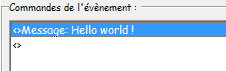 Commandes de l'évènement :
<>Message: Hello world !
<>